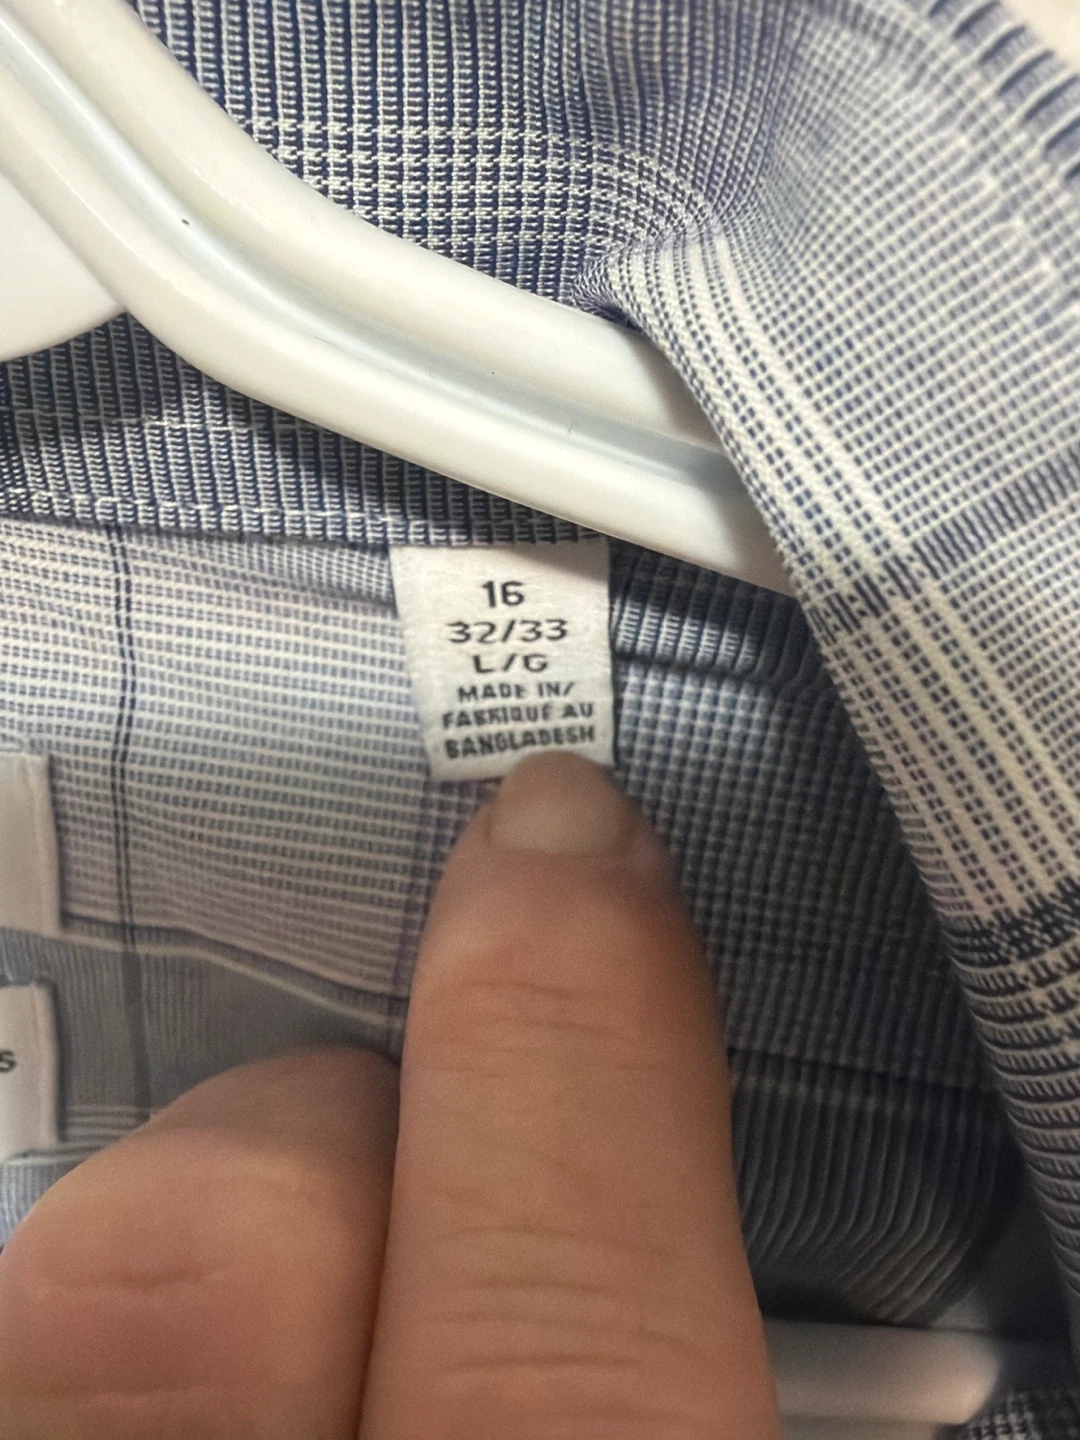 16
32/33
L/G
MADE IN/
FABRIQUÉ AU
BANGLADESH
S